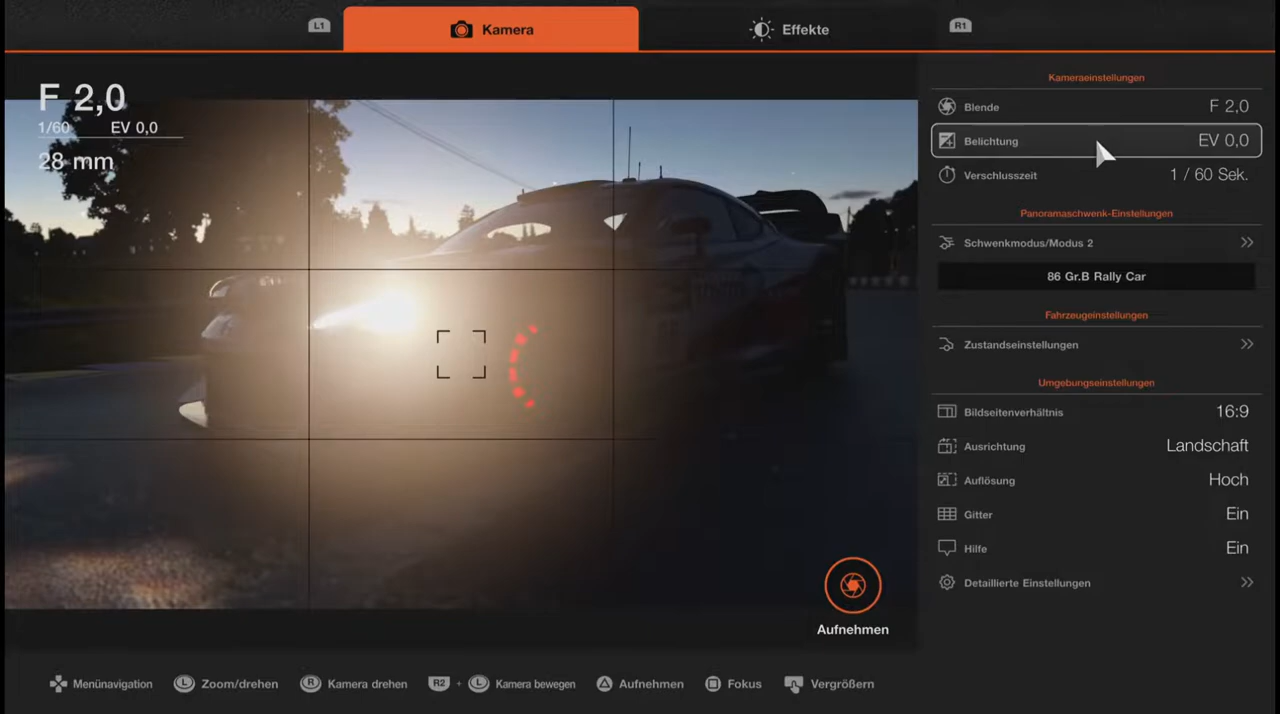 L1
Kamera
Effekte
R1
F 2,0
1/60 EV 0,0
28 mm
Kameraeinstellungen
Blende F 2,0
Belichtung EV 0,0
Verschlusszeit 1 / 60 Sek.
Panoramaschwenk-Einstellungen
Schwenkmodus/Modus 2
86 Gr.B Rally Car
Fahrzeugeinstellungen
Zustandseinstellungen
Umgebungseinstellungen
Bildseitenverhältnis 16:9
Ausrichtung Landschaft
Auflösung Hoch
Gitter Ein
Hilfe Ein
Detaillierte Einstellungen
Aufnehmen
Menünavigation L Zoom/drehen R Kamera drehen R2 + L Kamera bewegen Aufnehmen Fokus Vergrößern